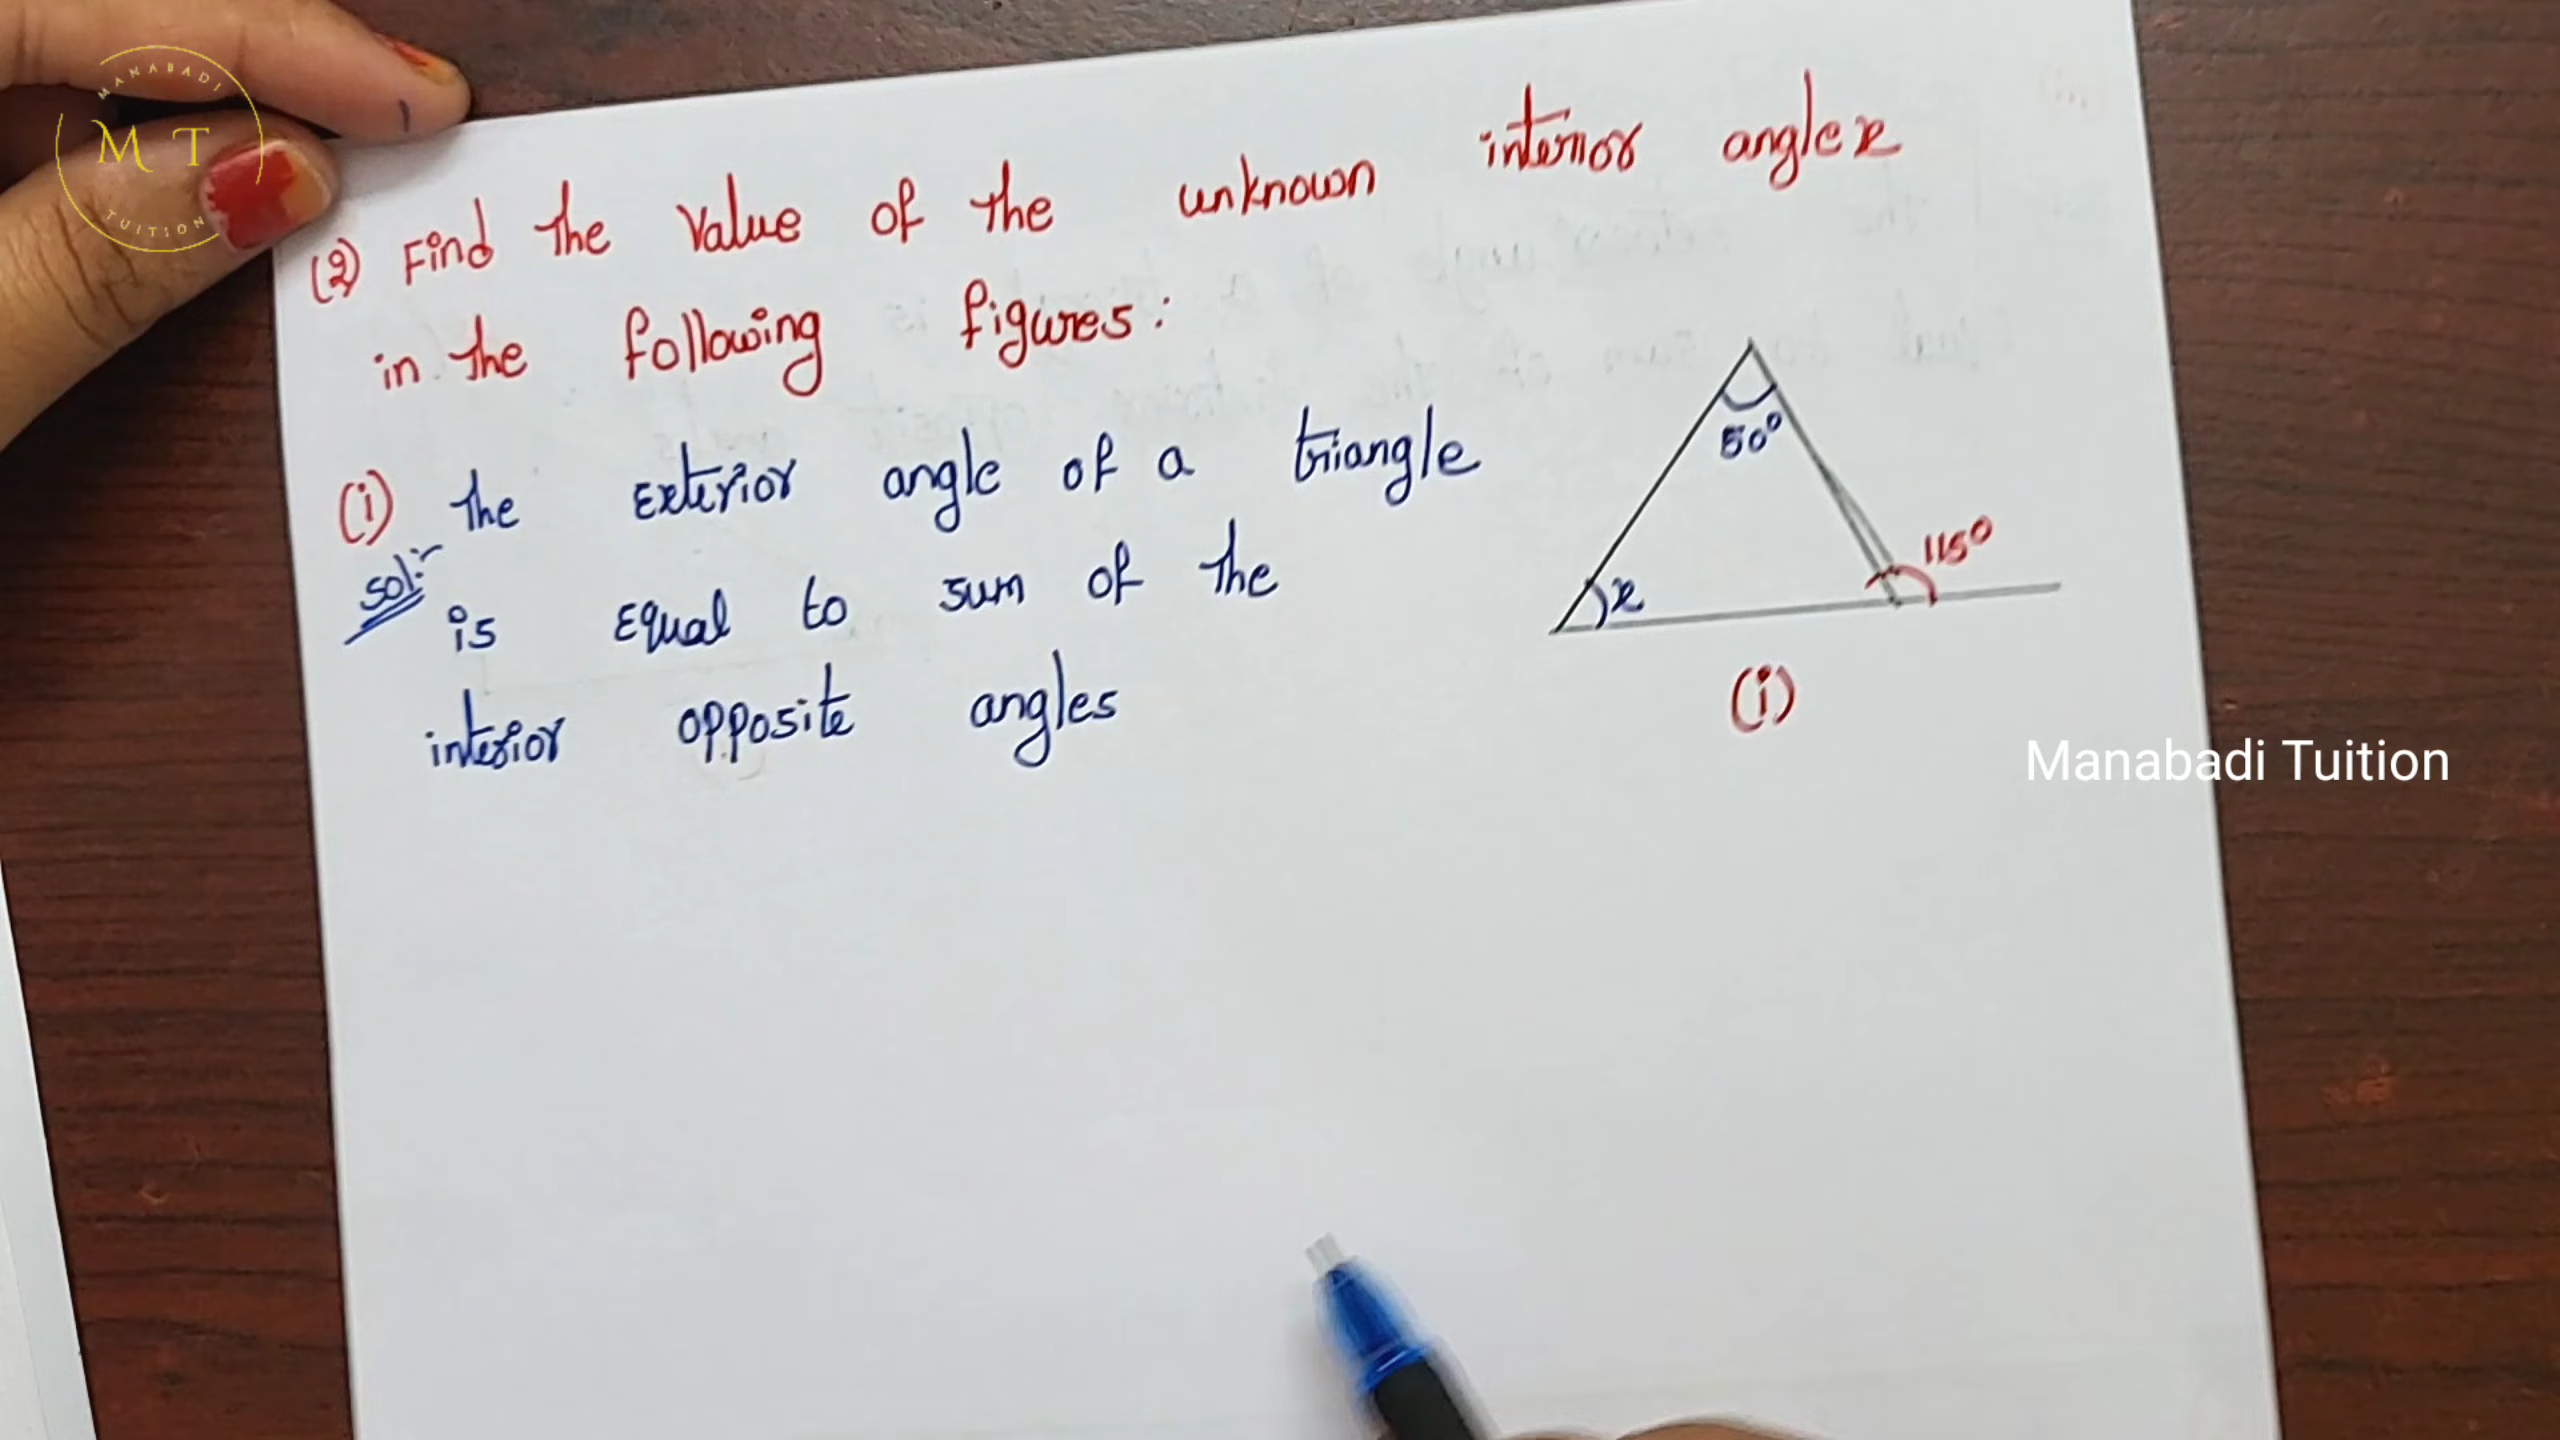 MANABADI
M T
TUITION
(2) Find the value of the unknown interior angle x
in the following figures:
(i) the Exterior angle of a triangle
Sol:-
is Equal to sum of the
interior opposite angles
50°
115°
x
(i)
Manabadi Tuition